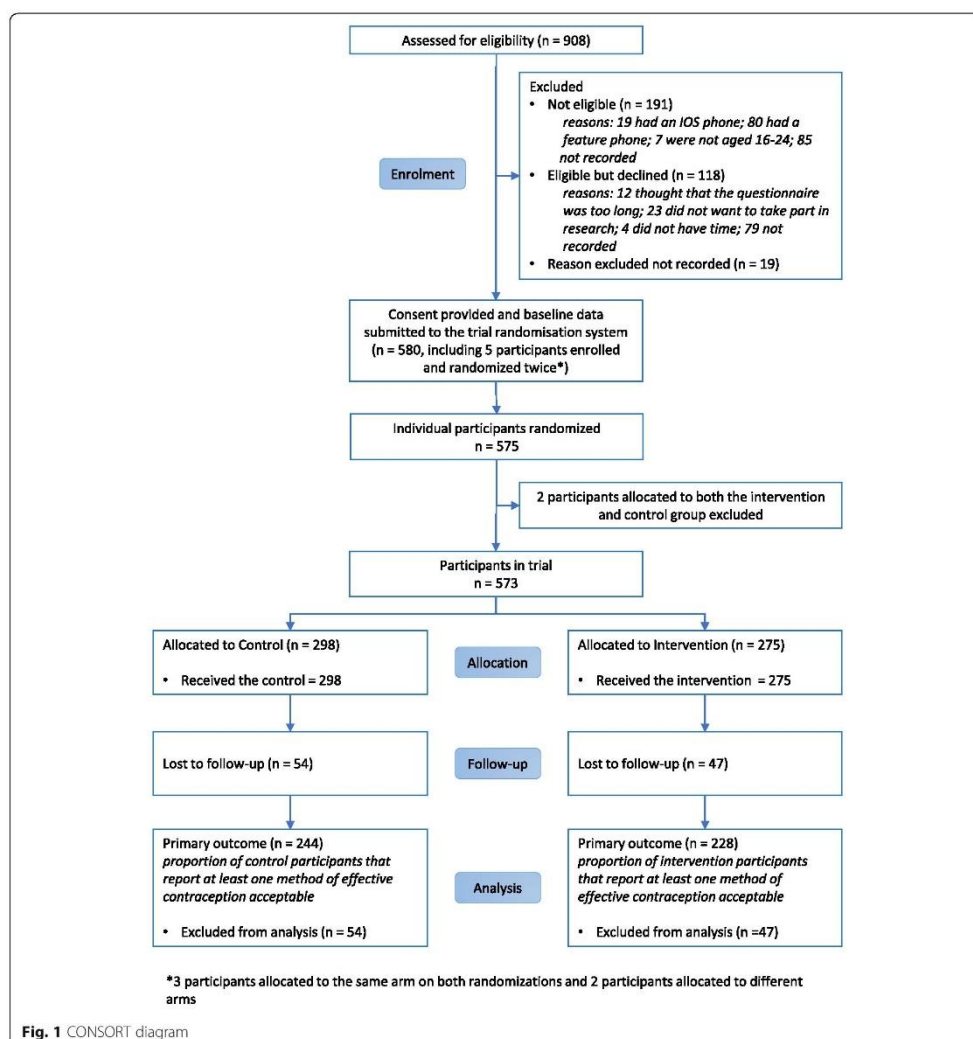 Assessed for eligibility (n = 908)
Excluded
• Not eligible (n = 191)
reasons: 19 had an IOS phone; 80 had a
feature phone; 7 were not aged 16-24; 85
not recorded
• Eligible but declined (n = 118)
reasons: 12 thought that the questionnaire
was too long; 23 did not want to take part in
research; 4 did not have time; 79 not
recorded
• Reason excluded not recorded (n = 19)
Enrolment
Consent provided and baseline data
submitted to the trial randomisation system
(n = 580, including 5 participants enrolled
and randomized twice*)
Individual participants randomized
n = 575
2 participants allocated to both the intervention
and control group excluded
Participants in trial
n = 573
Allocated to Control (n = 298)
• Received the control = 298
Allocation
Allocated to Intervention (n = 275)
• Received the intervention = 275
Lost to follow-up (n = 54)
Follow-up
Lost to follow-up (n = 47)
Primary outcome (n = 244)
proportion of control participants that
report at least one method of effective
contraception acceptable
• Excluded from analysis (n = 54)
Analysis
Primary outcome (n = 228)
proportion of intervention participants
that report at least one method of
effective contraception acceptable
• Excluded from analysis (n =47)
*3 participants allocated to the same arm on both randomizations and 2 participants allocated to different
arms
Fig. 1 CONSORT diagram